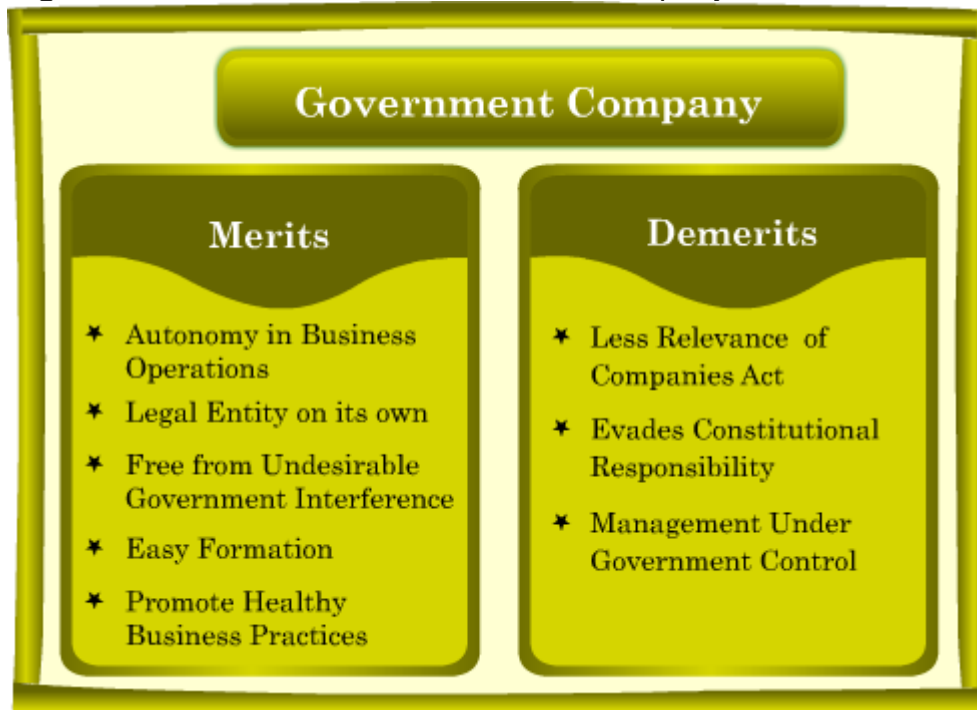 Government Company
Merits
Autonomy in Business
Operations
Legal Entity on its own
Free from Undesirable
Government Interference
Easy Formation
Promote Healthy
Business Practices
Demerits
Less Relevance of
Companies Act
Evades Constitutional
Responsibility
Management Under
Government Control